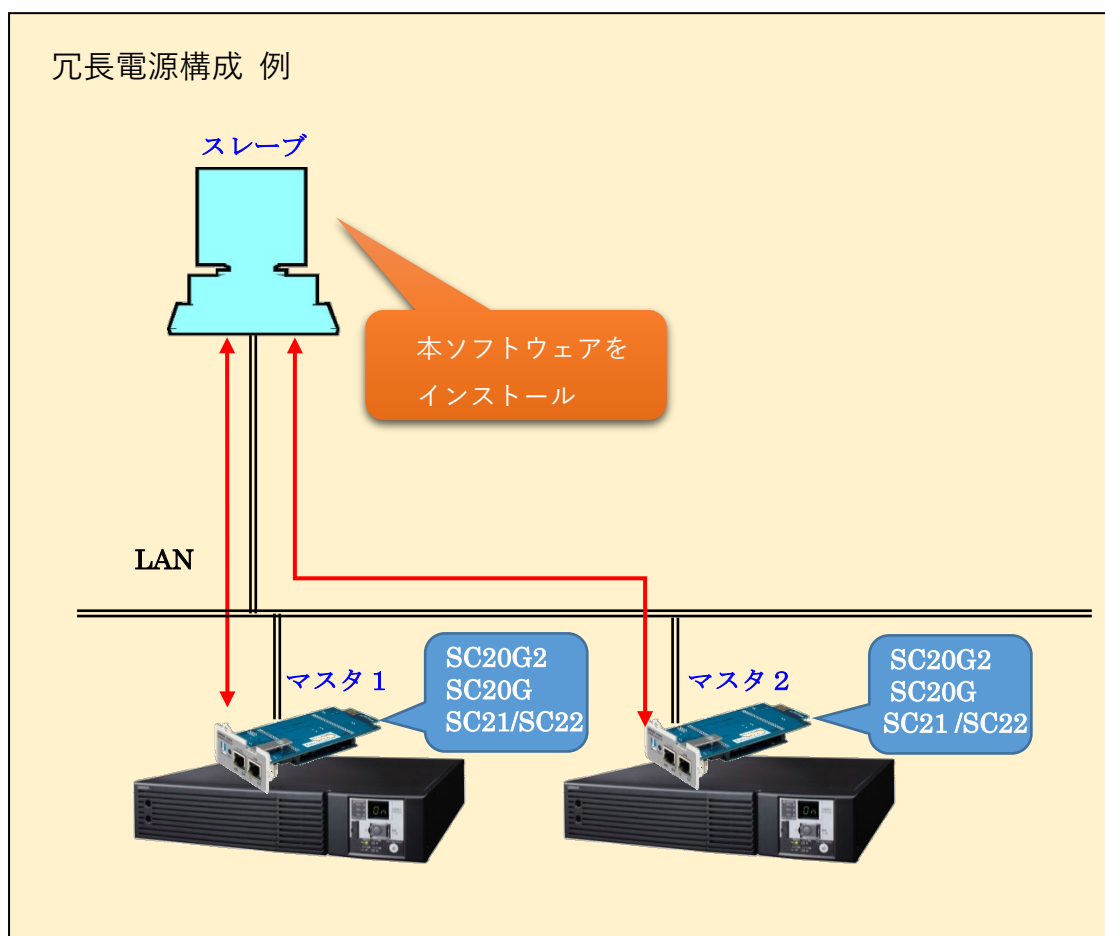 冗長電源構成 例
スレーブ
本ソフトウェアを
インストール
LAN
マスタ１
SC20G2
SC20G
SC21/SC22
マスタ２
SC20G2
SC20G
SC21 /SC22